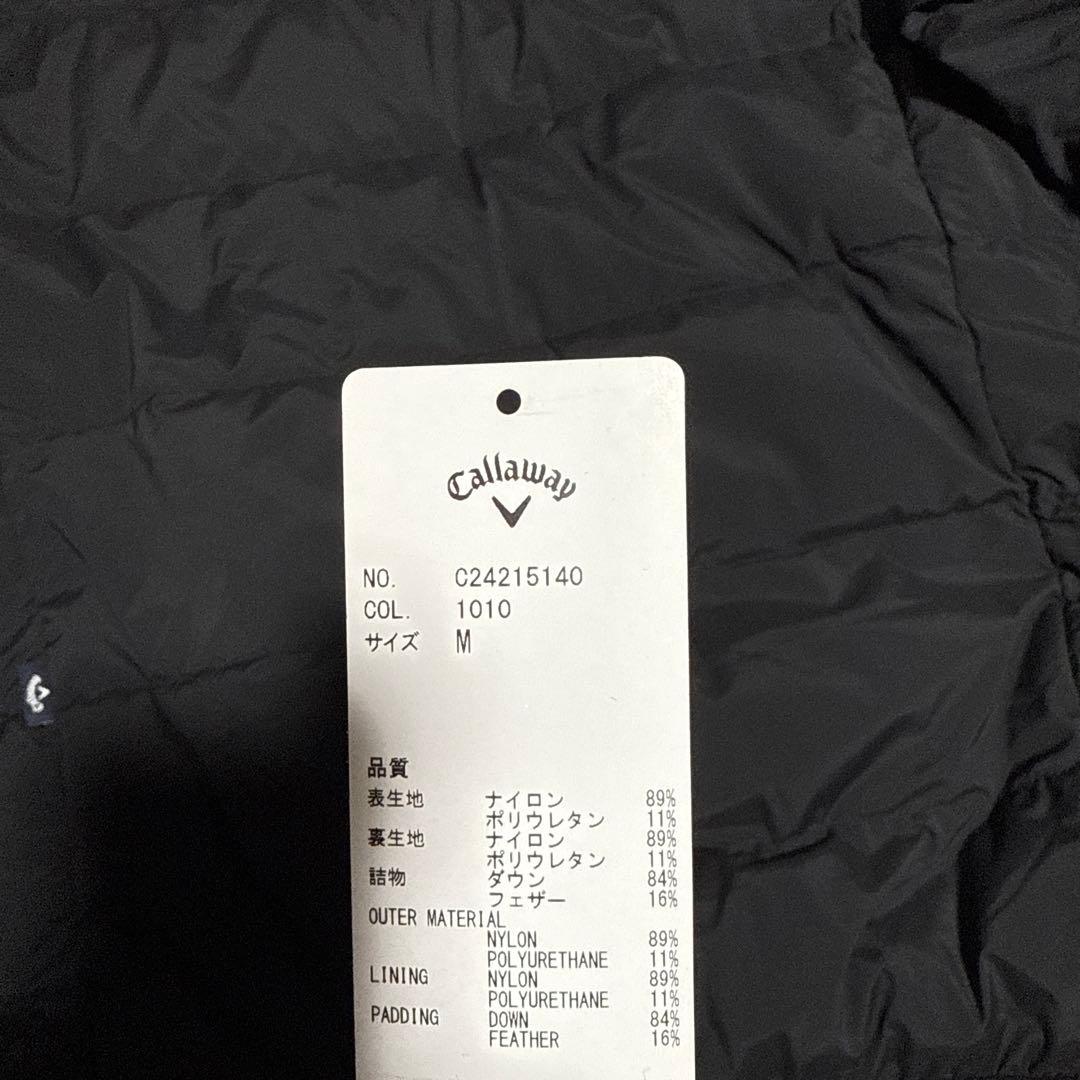 Callaway
NO. C24215140
COL. 1010
サイズ M
品質
表生地 ナイロン 89%
ポリウレタン 11%
裏生地 ナイロン 89%
ポリウレタン 11%
詰物 ダウン 84%
フェザー 16%
OUTER MATERIAL
NYLON 89%
POLYURETHANE 11%
LINING NYLON 89%
POLYURETHANE 11%
PADDING DOWN 84%
FEATHER 16%